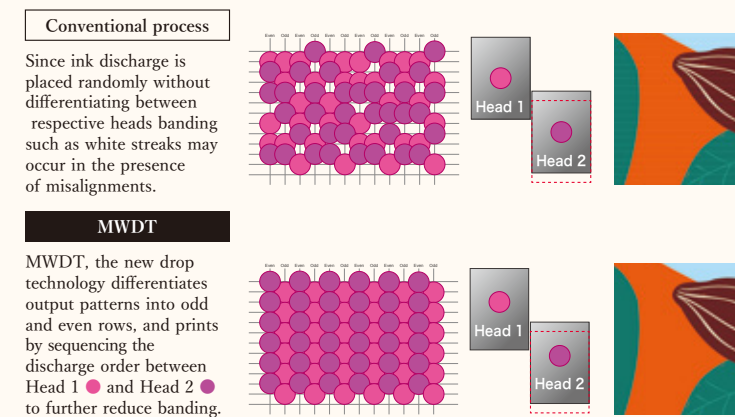 Conventional process
Since ink discharge is
placed randomly without
differentiating between
respective heads banding
such as white streaks may
occur in the presence
of misalignments.
Even Odd Even Odd Even Odd Even Odd Even Odd Even Odd
Head 1
Head 2
MWDT
MWDT, the new drop
technology differentiates
output patterns into odd
and even rows, and prints
by sequencing the
discharge order between
Head 1 and Head 2
to further reduce banding.
Even Odd Even Odd Even Odd Even Odd Even Odd Even Odd
Head 1
Head 2